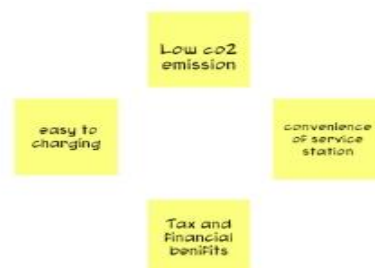 Low co2
emission
easy to
charging
convenience
of service
station
Tax and
financial
benifits